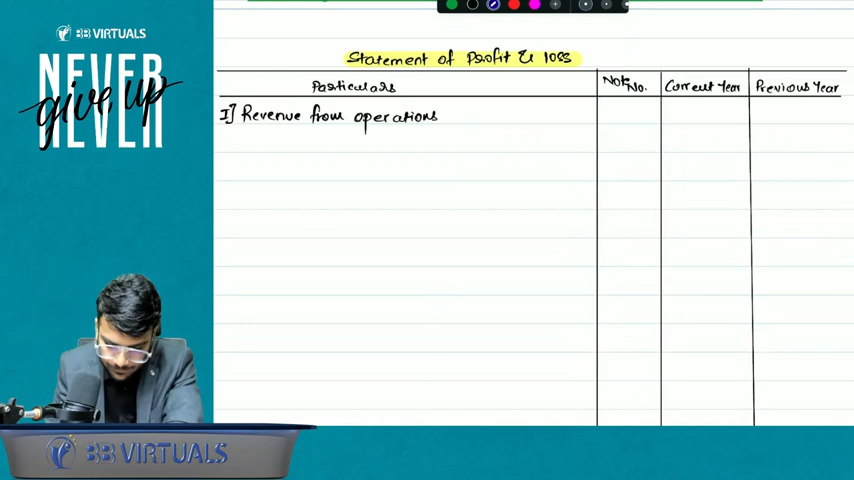 BB VIRTUALS
NEVER
give up
NEVER
Statement of Profit & loss
Particulars
Note No.
Current Year
Previous Year
I] Revenue from operations
BB VIRTUALS